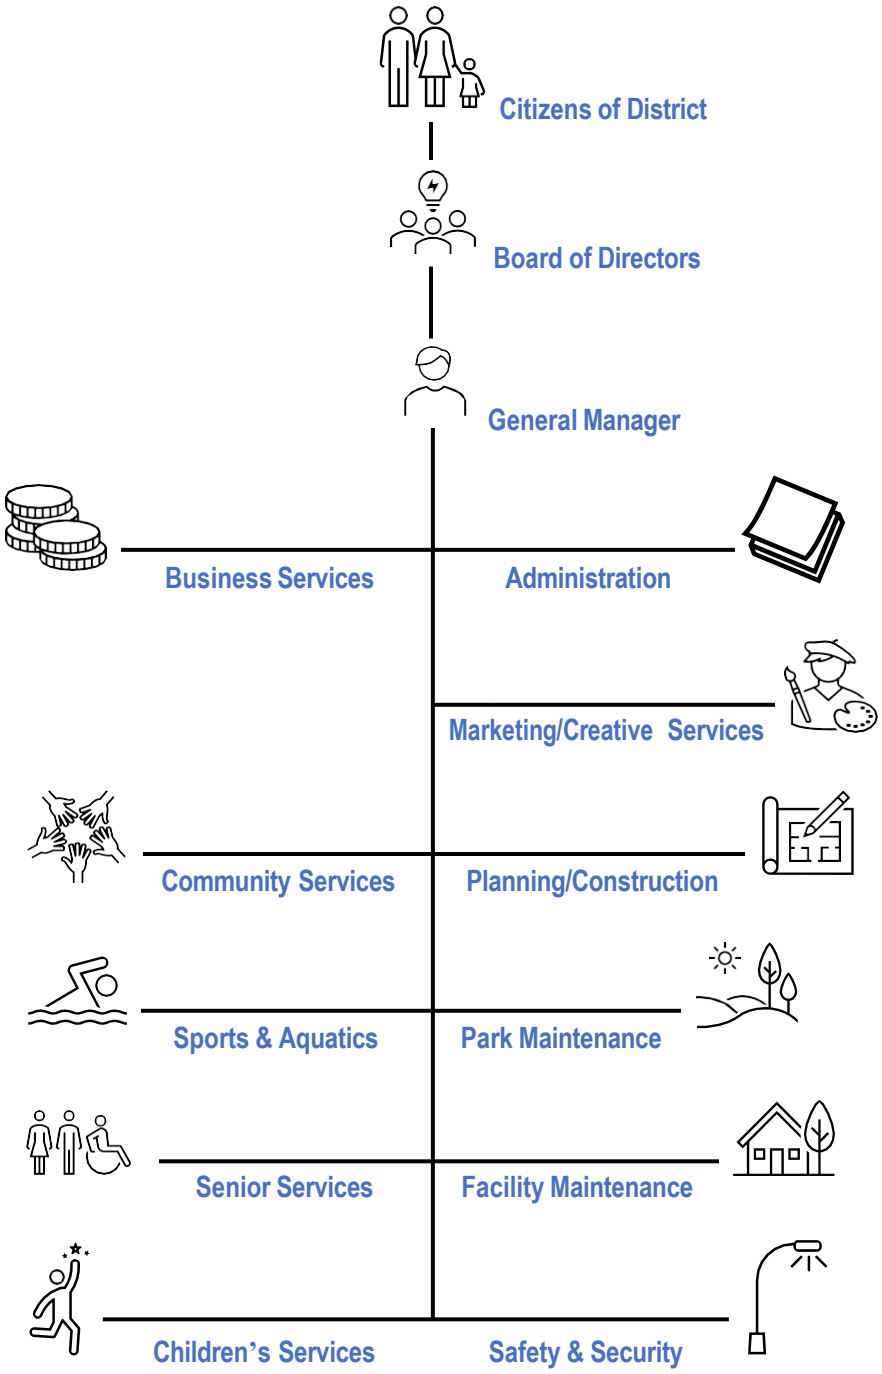 Citizens of District
Board of Directors
General Manager
Business Services
Administration
Marketing/Creative Services
Community Services
Planning/Construction
Sports & Aquatics
Park Maintenance
Senior Services
Facility Maintenance
Children’s Services
Safety & Security